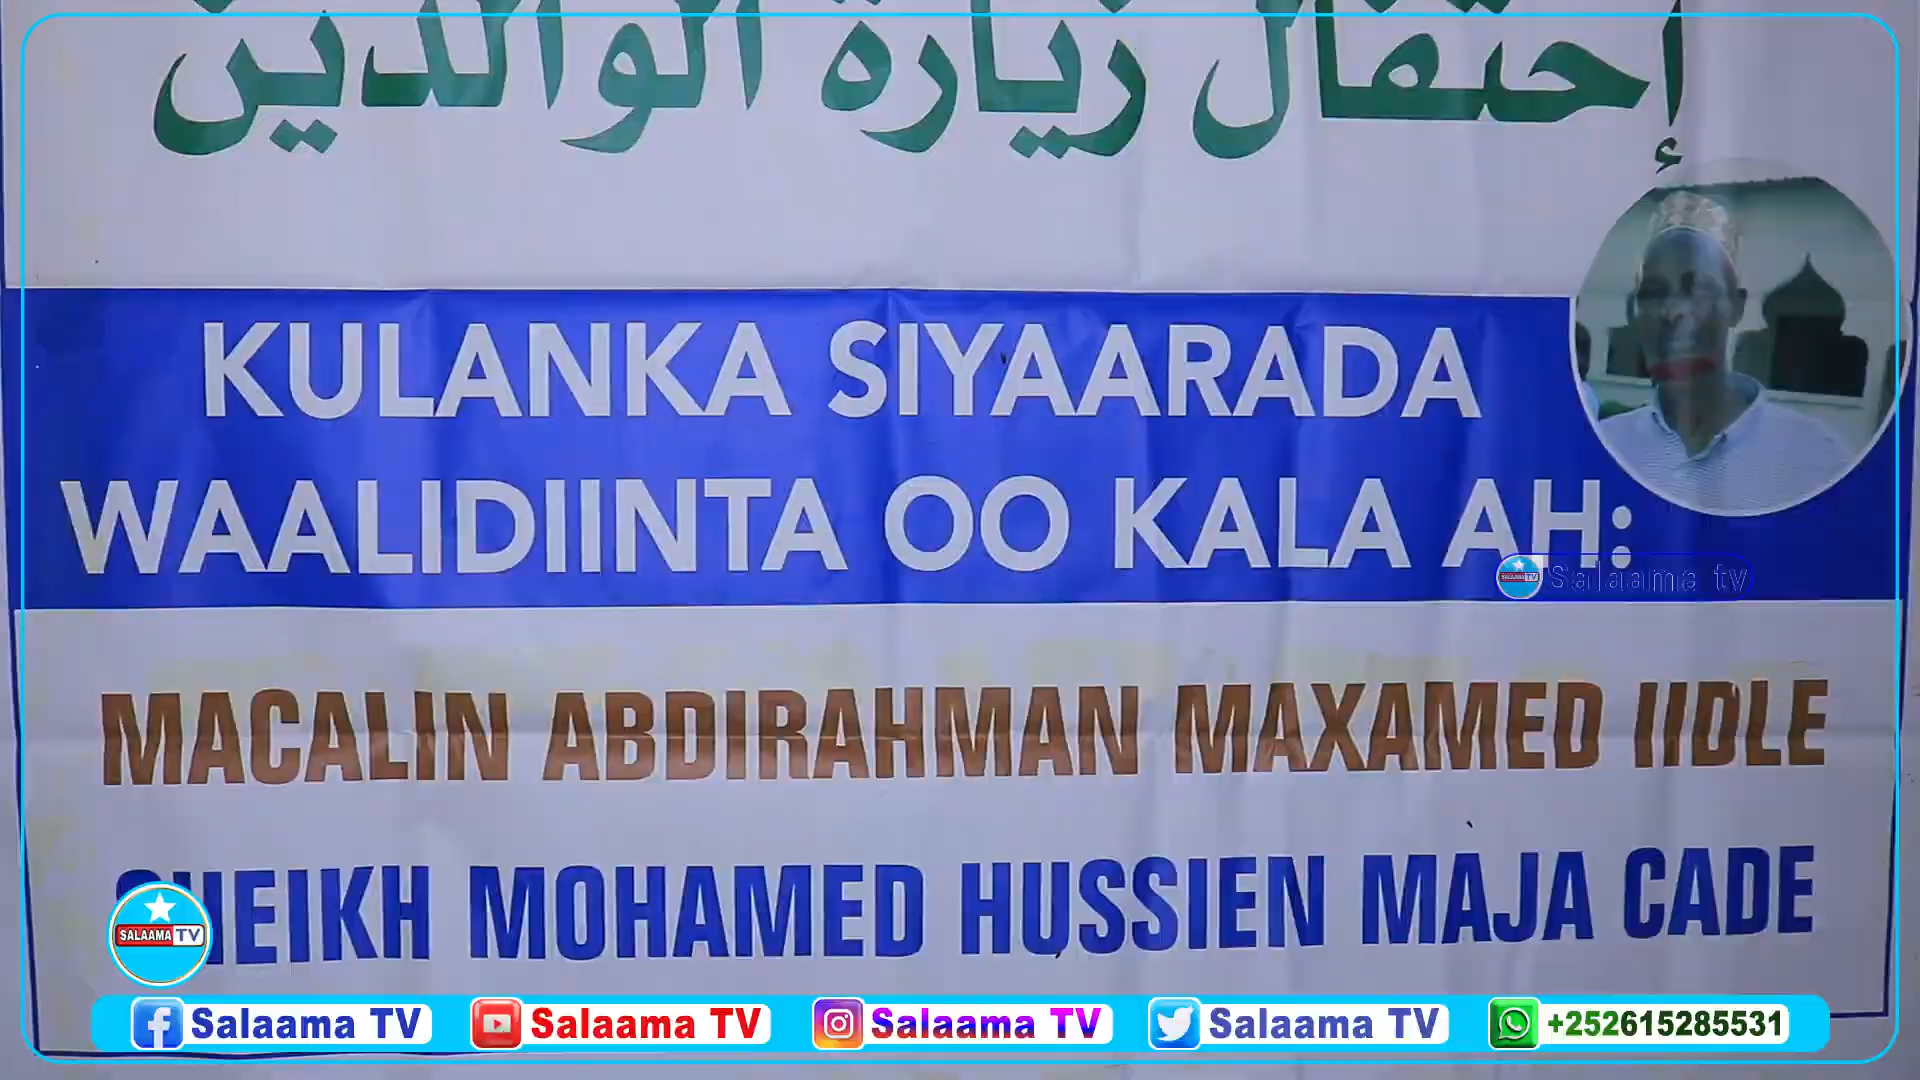 إحتفال زيارة الوالدين
KULANKA SIYAARADA
WAALIDIINTA OO KALA AH:
Salaama tv
MACALIN ABDIRAHMAN MAXAMED IIDLE
SHEIKH MOHAMED HUSSIEN MAJA CADE
SALAAMA TV
Salaama TV
Salaama TV
Salaama TV
Salaama TV
+252615285531